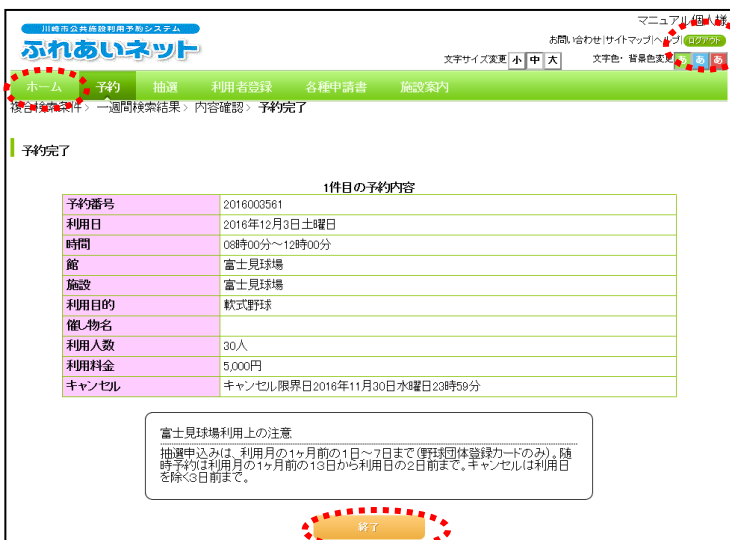 マニュアル個人様
川崎市公共施設利用予約システム
ふれあいネット
お問い合わせ|サイトマップ|ヘルプ| ログアウト
文字サイズ変更 小 中 大 文字色・背景色変更 あ あ あ
ホーム 予約 抽選 利用者登録 各種申請書 施設案内
複合検索条件> 一週間検索結果> 内容確認> 予約完了
予約完了
1件目の予約内容
予約番号 2016003561
利用日 2016年12月3日土曜日
時間 08時00分~12時00分
館 富士見球場
施設 富士見球場
利用目的 軟式野球
催し物名
利用人数 30人
利用料金 5,000円
キャンセル キャンセル限界日2016年11月30日水曜日23時59分
富士見球場利用上の注意
抽選申込みは、利用月の1ヶ月前の1日~7日まで(野球団体登録カードのみ)。随
時予約は利用月の1ヶ月前の13日から利用日の2日前まで。キャンセルは利用日
を除く3日前まで。
終了